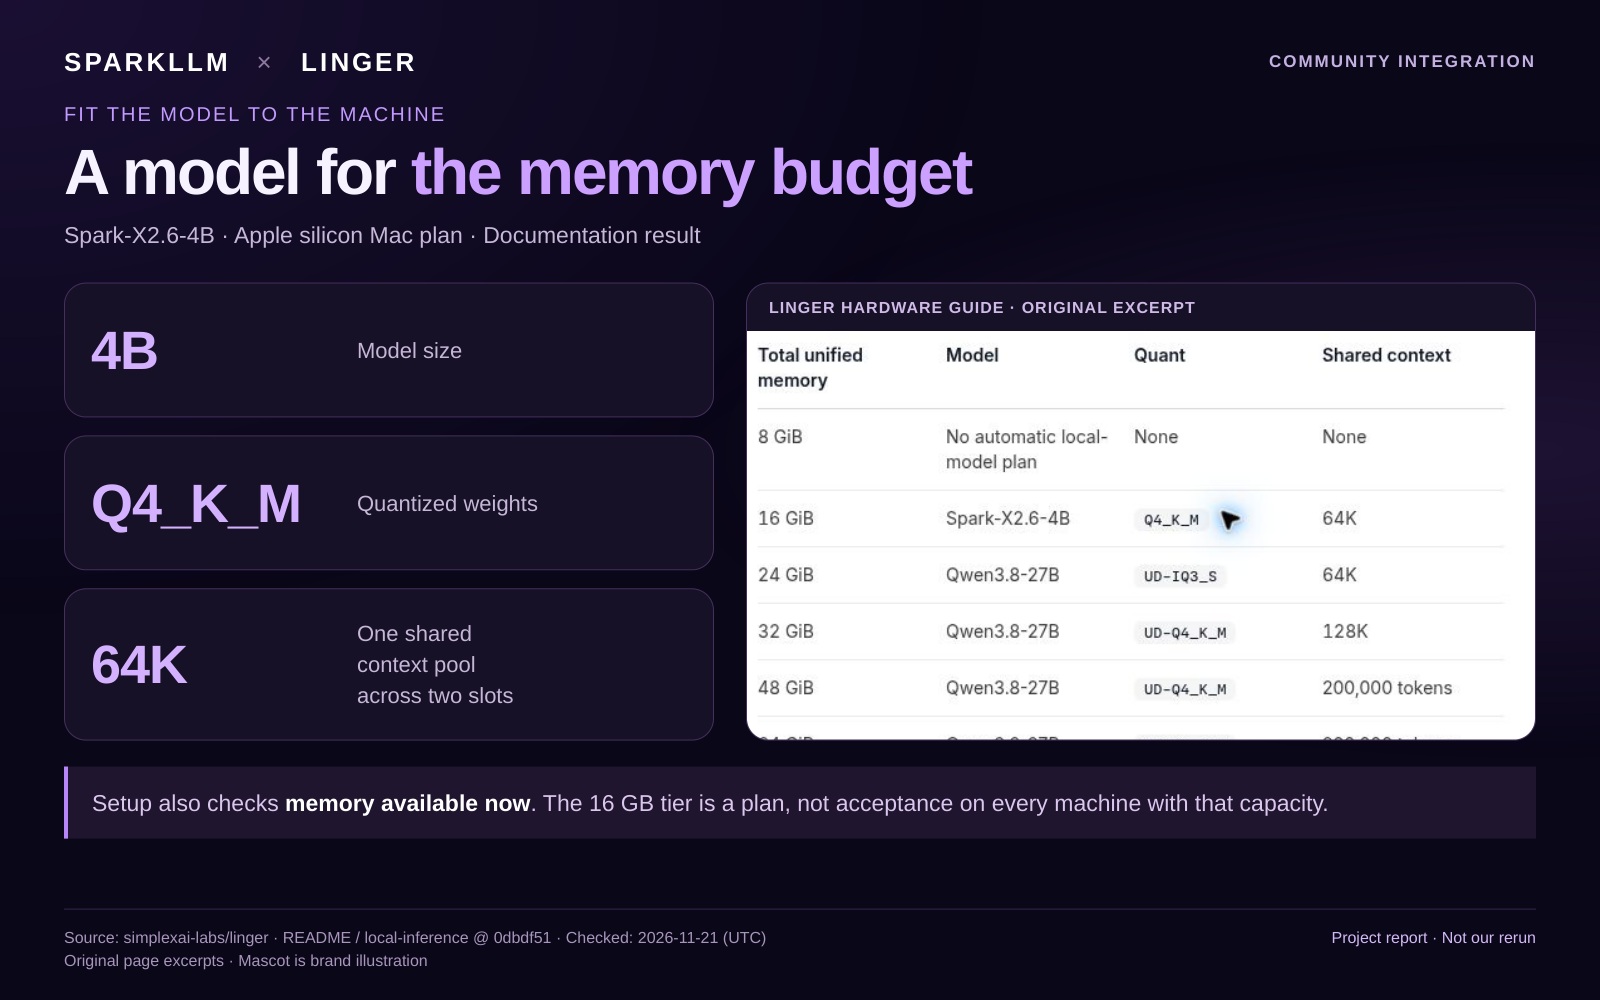 SPARKLLM × LINGER
COMMUNITY INTEGRATION
FIT THE MODEL TO THE MACHINE
A model for the memory budget
Spark-X2.6-4B · Apple silicon Mac plan · Documentation result
4B Model size
Q4_K_M Quantized weights
64K
One shared
context pool
across two slots
LINGER HARDWARE GUIDE · ORIGINAL EXCERPT
Total unified memory Model Quant Shared context
8 GiB No automatic local-model plan None None
16 GiB Spark-X2.6-4B Q4_K_M 64K
24 GiB Qwen3.8-27B UD-IQ3_S 64K
32 GiB Qwen3.8-27B UD-Q4_K_M 128K
48 GiB Qwen3.8-27B UD-Q4_K_M 200,000 tokens
Setup also checks memory available now. The 16 GB tier is a plan, not acceptance on every machine with that capacity.
Source: simplexai-labs/linger · README / local-inference @ 0dbdf51 · Checked: 2026-11-21 (UTC)
Original page excerpts · Mascot is brand illustration
Project report · Not our rerun